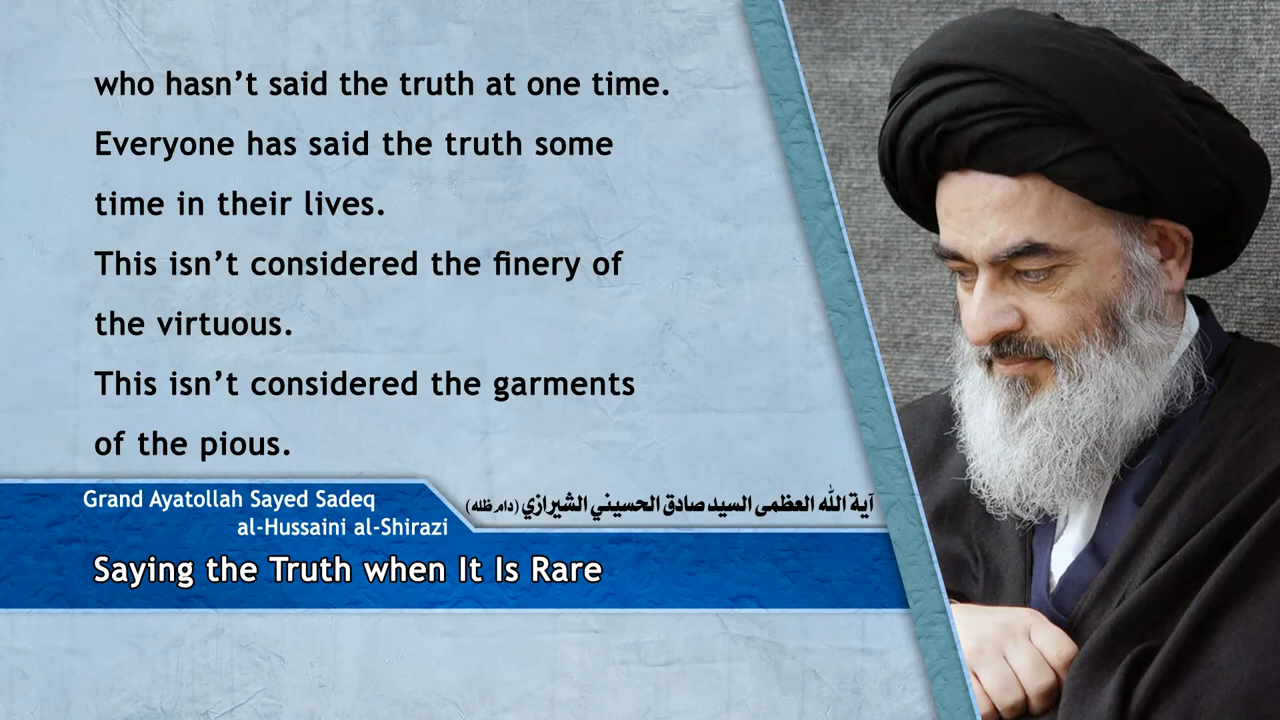 who hasn’t said the truth at one time.
Everyone has said the truth some
time in their lives.
This isn’t considered the finery of
the virtuous.
This isn’t considered the garments
of the pious.
Grand Ayatollah Sayed Sadeq
al-Hussaini al-Shirazi
آية الله العظمى السيد صادق الحسيني الشيرازي (دام ظله)
Saying the Truth when It Is Rare